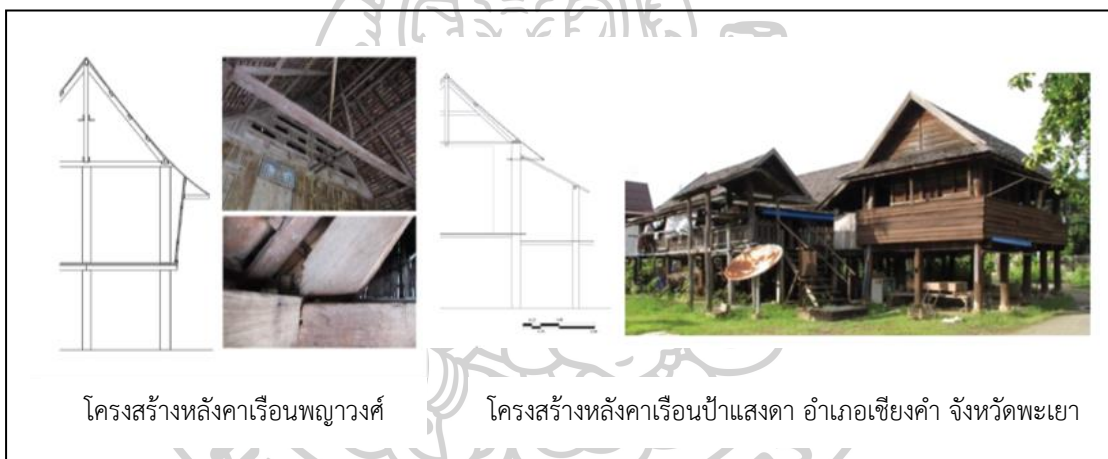 โครงสร้างหลังคาเรือนพญาวงศ์
โครงสร้างหลังคาเรือนป้าแสงดา อำเภอเชียงคำ จังหวัดพะเยา